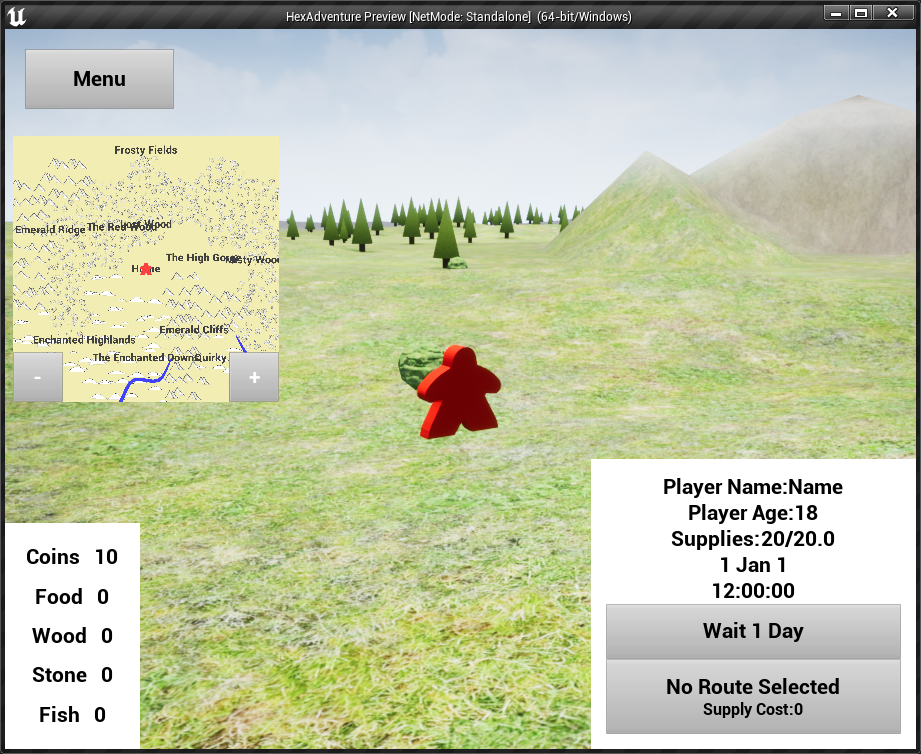 HexAdventure Preview [NetMode: Standalone] (64-bit/Windows)
Menu
Frosty Fields
Lost Wood
Emerald Ridge
The Red Wood
The High Gorge
Misty Wood
Home
Emerald Cliffs
Enchanted Highlands
The Enchanted Downs
Quirky
-
+
Coins 10
Food 0
Wood 0
Stone 0
Fish 0
Player Name:Name
Player Age:18
Supplies:20/20.0
1 Jan 1
12:00:00
Wait 1 Day
No Route Selected
Supply Cost:0